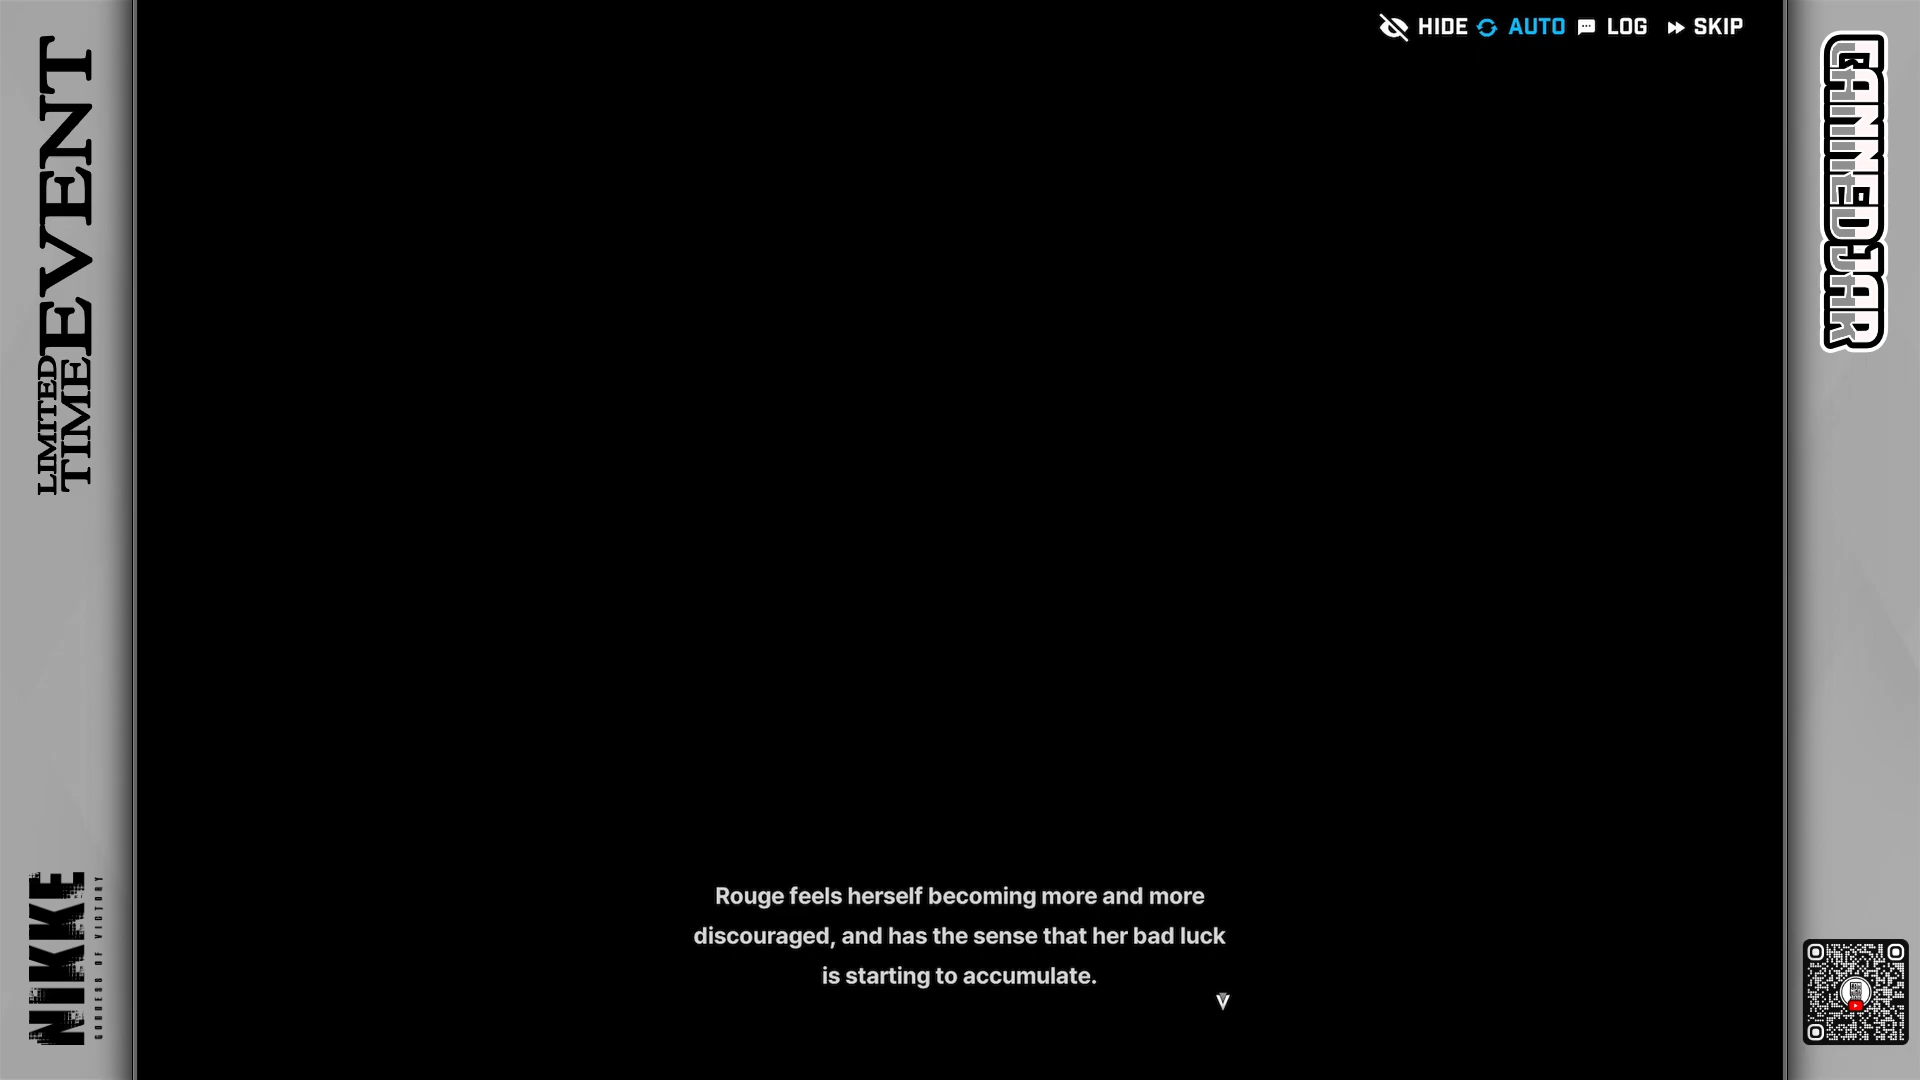 LIMITED
TIME
EVENT
NIKKE
GODDESS OF VICTORY
HIDE
AUTO
LOG
SKIP
CANNEDJAR
Rouge feels herself becoming more and more
discouraged, and has the sense that her bad luck
is starting to accumulate.